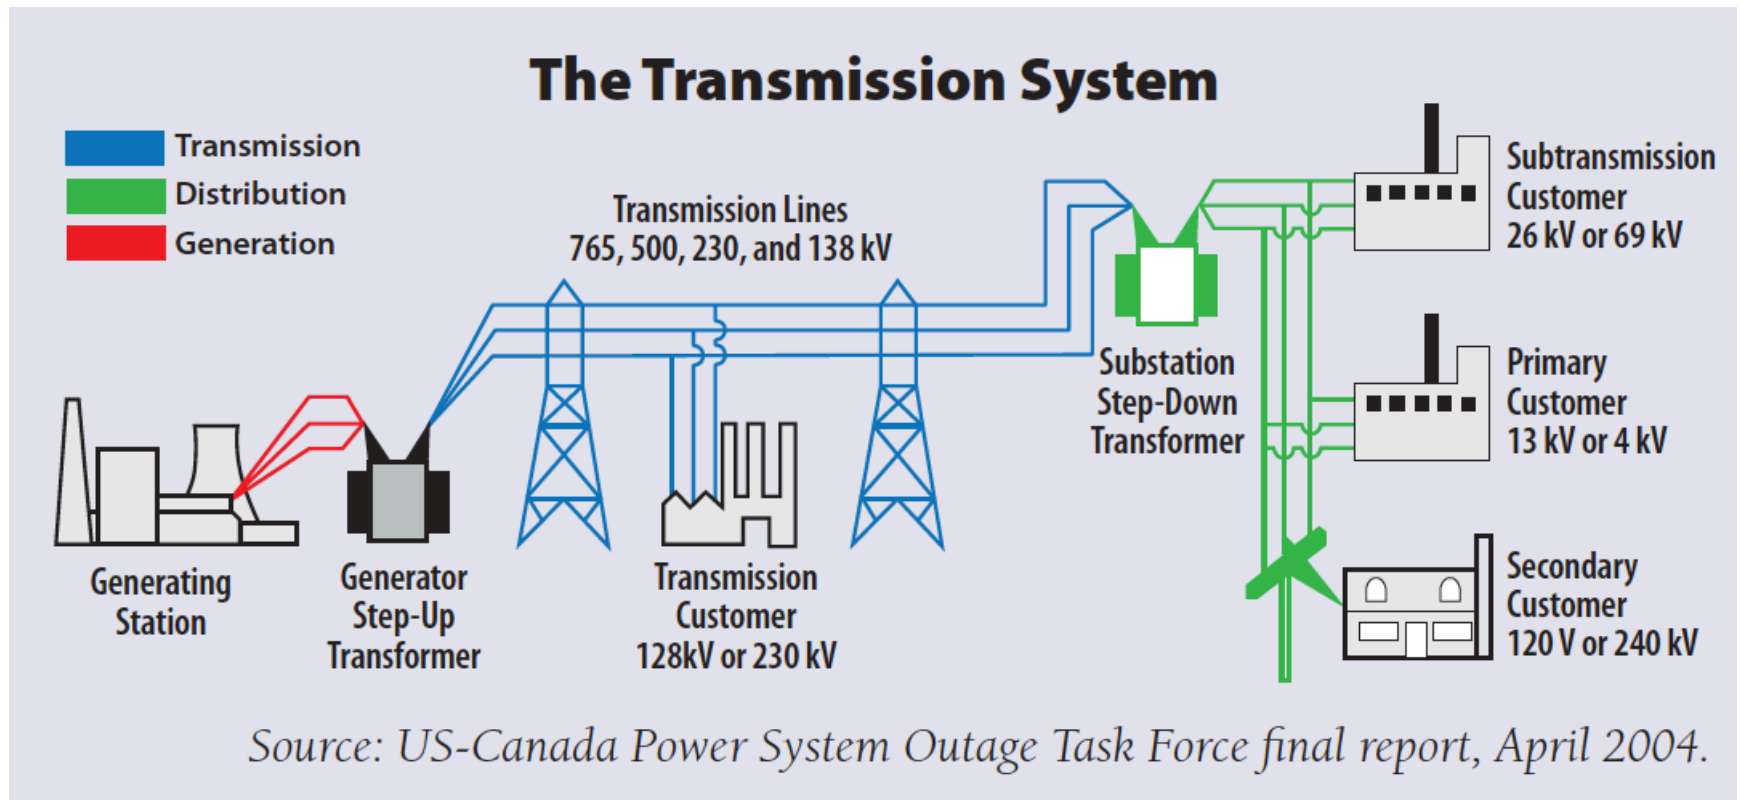 The Transmission System
Transmission
Distribution
Generation
Transmission Lines
765, 500, 230, and 138 kV
Subtransmission
Customer
26 kV or 69 kV
Substation
Step-Down
Transformer
Primary
Customer
13 kV or 4 kV
Generating
Station
Generator
Step-Up
Transformer
Transmission
Customer
128kV or 230 kV
Secondary
Customer
120 V or 240 kV
Source: US-Canada Power System Outage Task Force final report, April 2004.